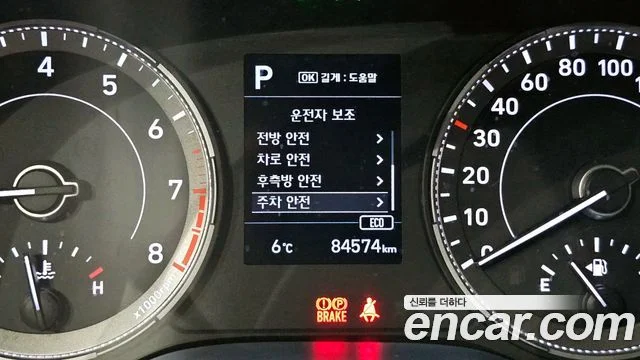 P OK 길게 : 도움말
운전자 보조
전방 안전 >
차로 안전 >
후측방 안전 >
주차 안전 >
ECO
6℃ 84574 km
4 5 6 7 8
x1000rpm
H
0 20 30 40 60 80 100
E
(!) (P)
BRAKE
신뢰를 더하다
encar.com